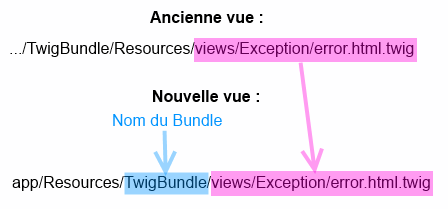 Ancienne vue :
.../TwigBundle/Resources/views/Exception/error.html.twig
Nouvelle vue :
Nom du Bundle
app/Resources/TwigBundle/views/Exception/error.html.twig